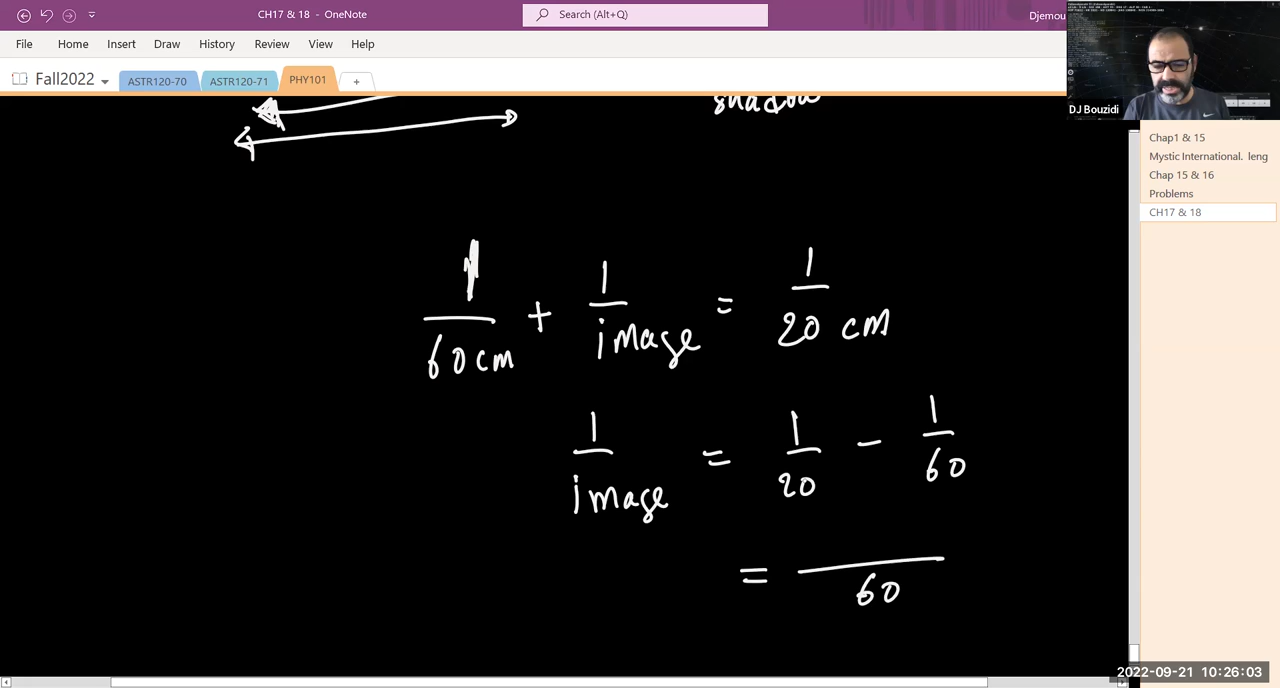 CH17 & 18 - OneNote
Search (Alt+Q)
Djemou
File Home Insert Draw History Review View Help
Fall2022 ASTR120-70 ASTR120-71 PHY101 +
DJ Bouzidi
Chap1 & 15
Mystic International. leng
Chap 15 & 16
Problems
CH17 & 18
shadow
1/60cm + 1/image = 1/20 cm
1/image = 1/20 - 1/60
= /60
2022-09-21 10:26:03